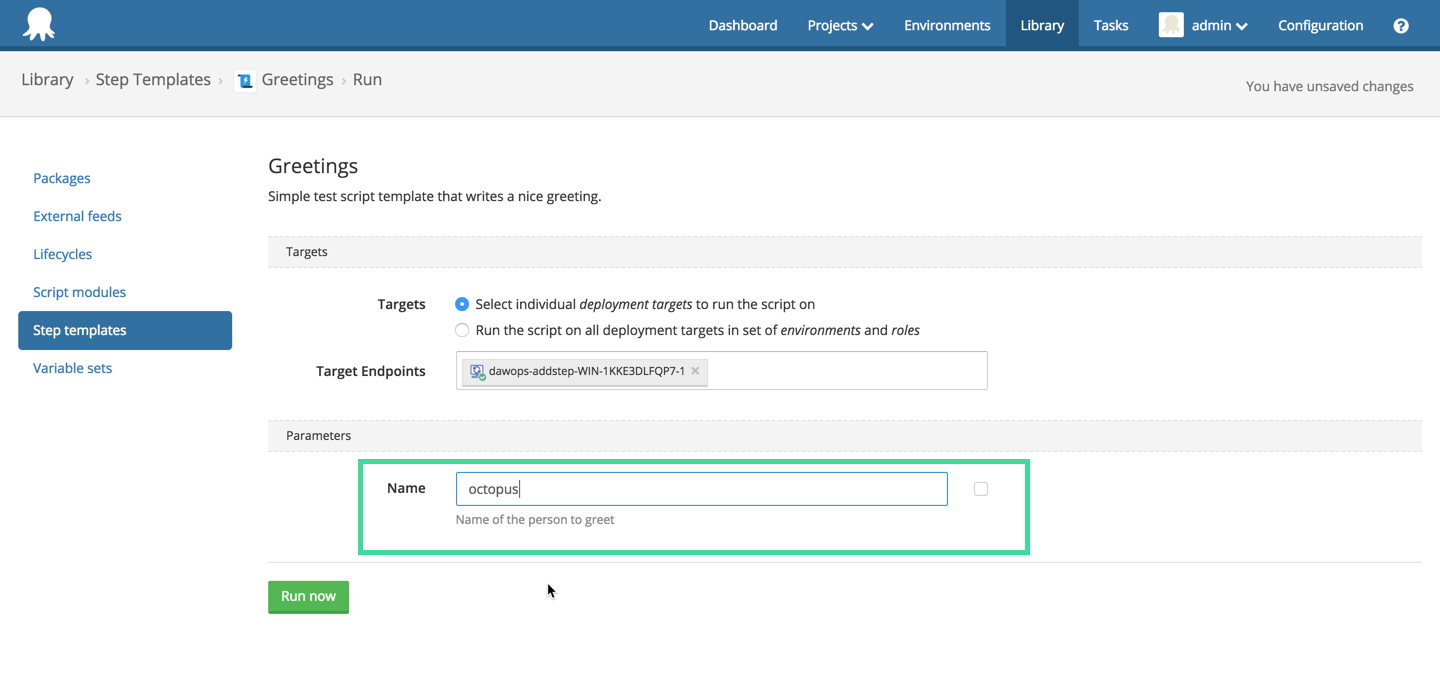 Dashboard Projects Environments Library Tasks admin Configuration ?
Library › Step Templates › Greetings › Run
You have unsaved changes
Packages
External feeds
Lifecycles
Script modules
Step templates
Variable sets
Greetings
Simple test script template that writes a nice greeting.
Targets
Targets Select individual deployment targets to run the script on
Run the script on all deployment targets in set of environments and roles
Target Endpoints dawops-addstep-WIN-1KKE3DLFQP7-1 ×
Parameters
Name octopus
Name of the person to greet
Run now